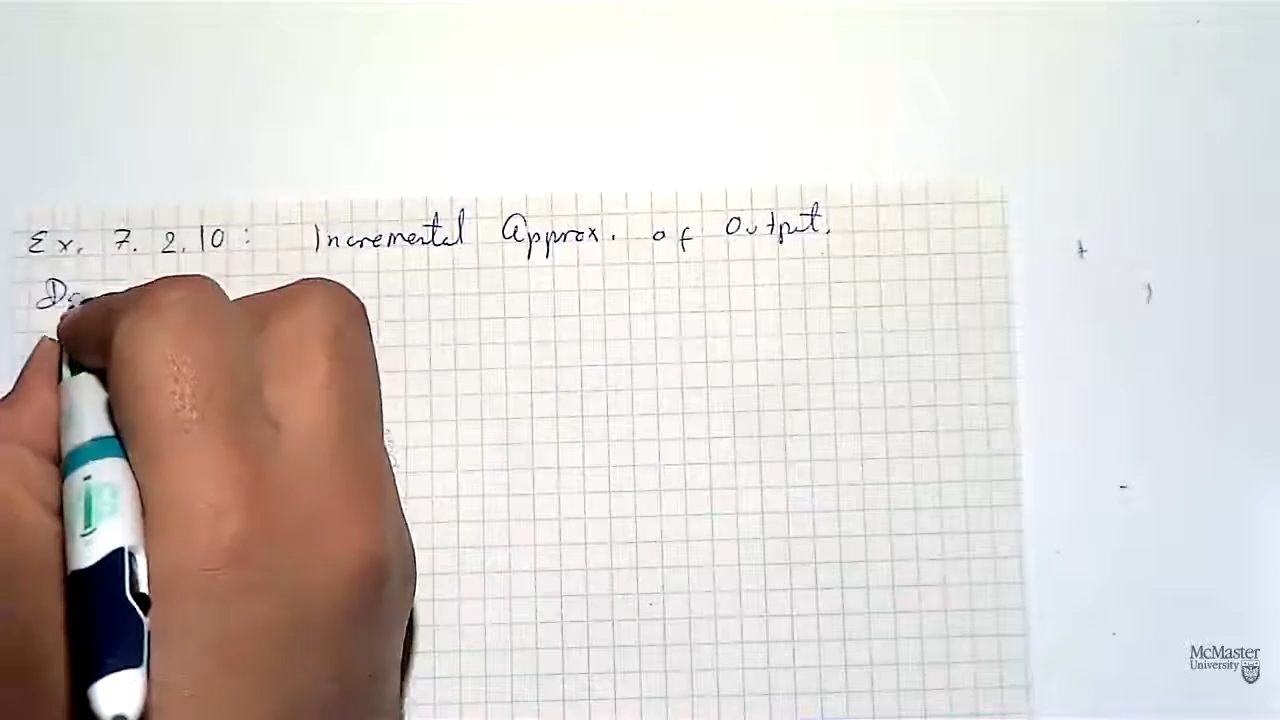 Ex. 7.2.10: Incremental Approx. of Output.
McMaster
University